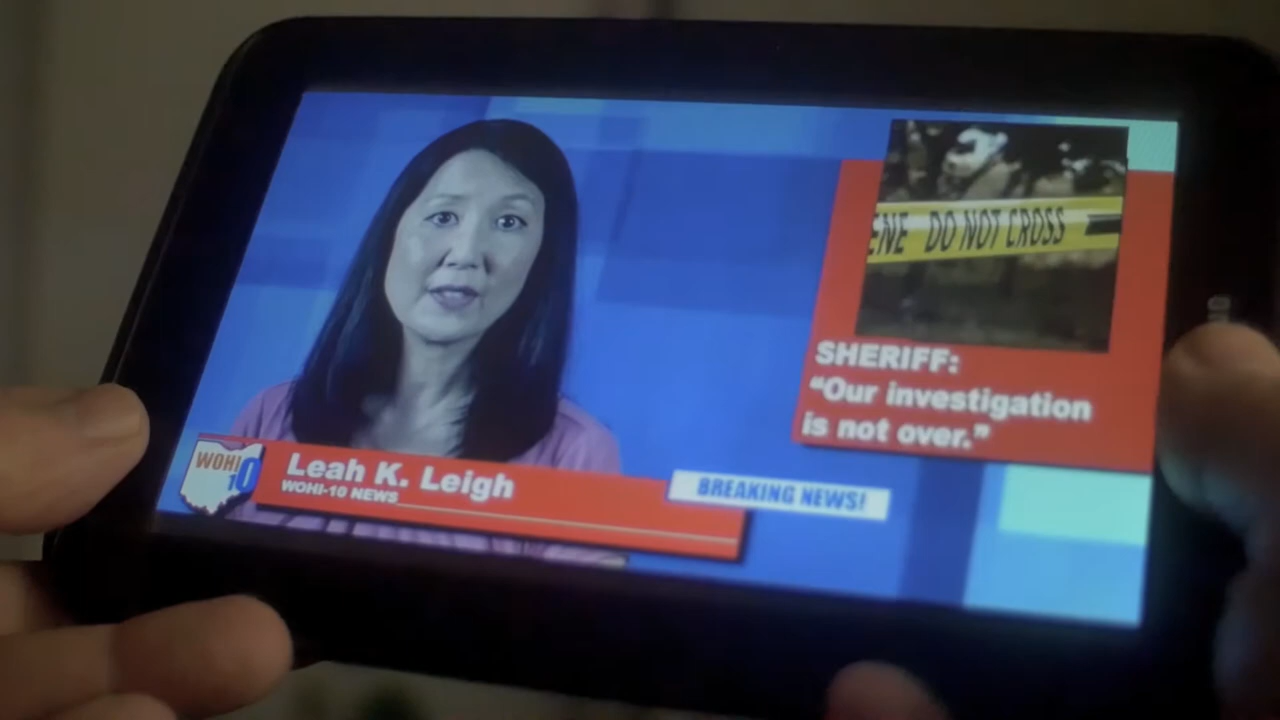 ENE DO NOT CROSS
SHERIFF:
“Our investigation
is not over.”
WOHI
10
Leah K. Leigh
WOHI-10 NEWS
BREAKING NEWS!